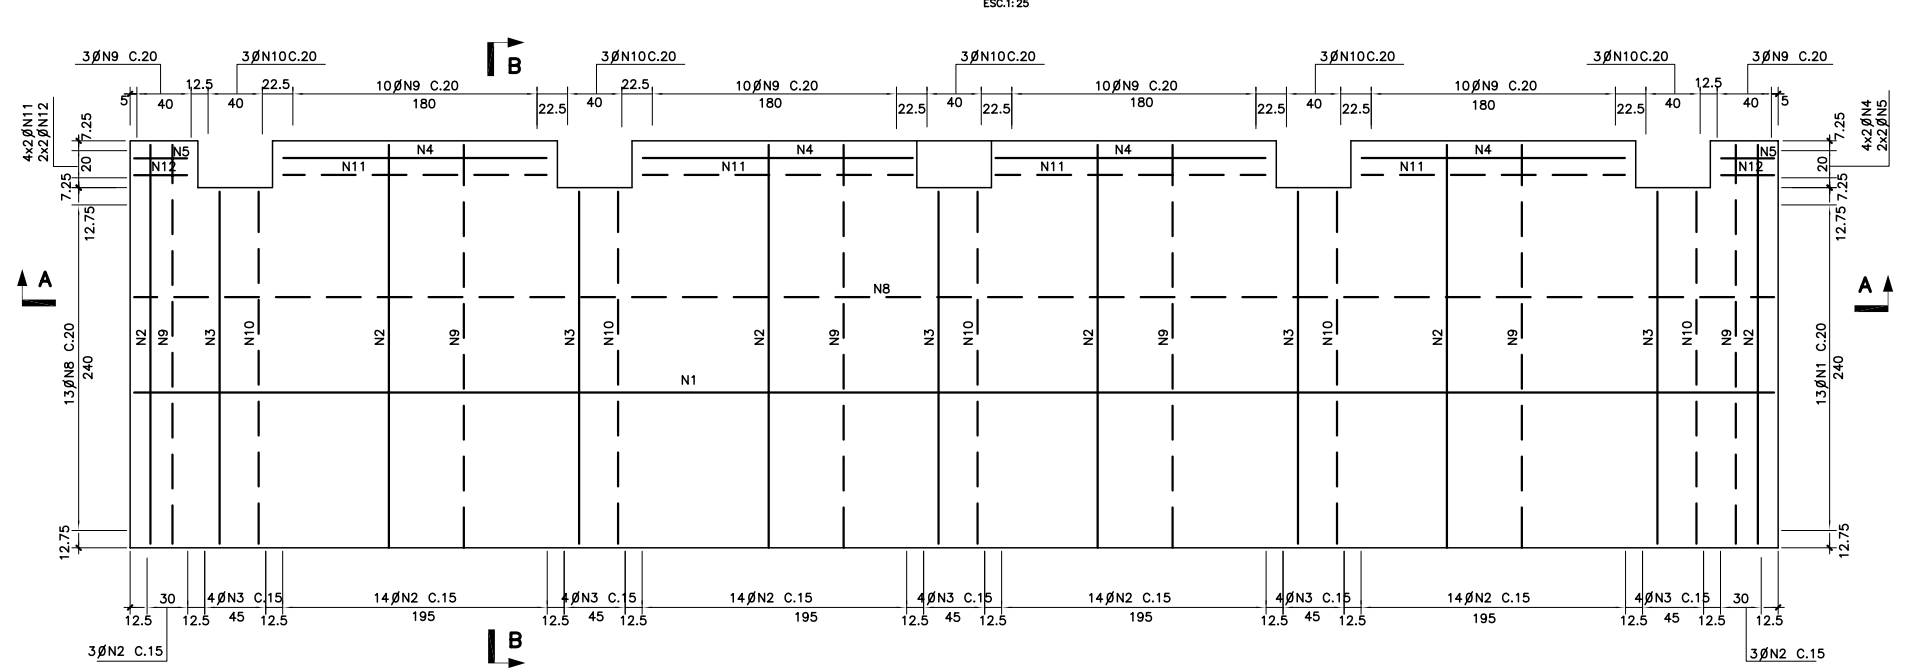 ESC.1:25
3ØN9 C.20
3ØN10C.20
B
3ØN10C.20
3ØN10C.20
3ØN10C.20
3ØN10C.20
3ØN9 C.20
5 40 12.5 40 22.5
10ØN9 C.20
180
22.5 40 22.5
10ØN9 C.20
180
22.5 40 22.5
10ØN9 C.20
180
22.5 40 22.5
10ØN9 C.20
180
22.5 40 12.5 40 5
4x2ØN11
2x2ØN12
7.25
20
7.25
12.75
N5
N12
N4
N11
N4
N11
N4
N11
N4
N11
N5
N12
7.25
20
7.25
12.75
4x2ØN4
2x2ØN5
A
N8
A
13ØN8 C.20
240
N2 N9 N3 N10 N2 N9 N3 N10 N2 N9 N3 N10 N2 N9 N3 N10 N2 N9 N3 N10 N9 N2
13ØN1 C.20
240
N1
12.75
12.75
12.5 30 12.5
4ØN3 C.15
45
12.5
14ØN2 C.15
195
12.5
4ØN3 C.15
45
12.5
14ØN2 C.15
195
12.5
4ØN3 C.15
45
12.5
14ØN2 C.15
195
12.5
4ØN3 C.15
45
12.5
14ØN2 C.15
195
12.5
4ØN3 C.15
45
12.5 30 12.5
3ØN2 C.15
B
3ØN2 C.15